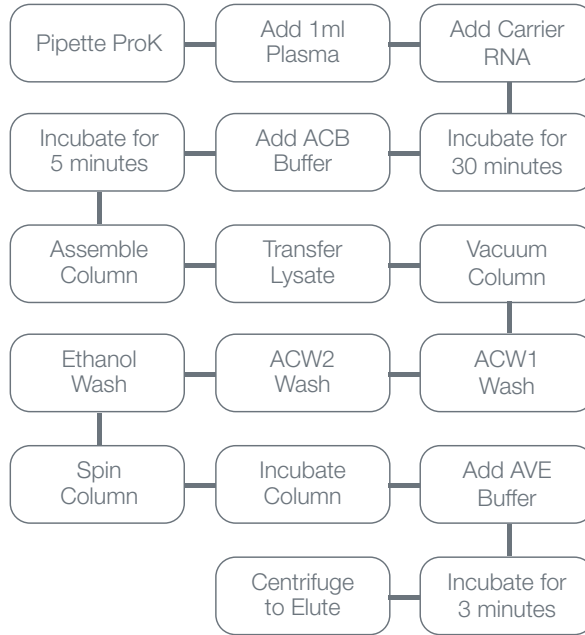 Pipette ProK
Add 1ml
Plasma
Add Carrier
RNA
Incubate for
5 minutes
Add ACB
Buffer
Incubate for
30 minutes
Assemble
Column
Transfer
Lysate
Vacuum
Column
Ethanol
Wash
ACW2
Wash
ACW1
Wash
Spin
Column
Incubate
Column
Add AVE
Buffer
Centrifuge
to Elute
Incubate for
3 minutes